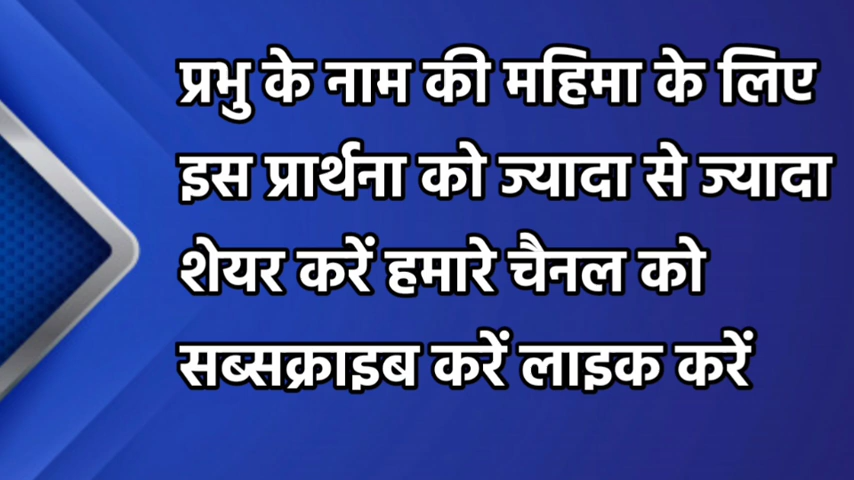 प्रभु के नाम की महिमा के लिए
इस प्रार्थना को ज्यादा से ज्यादा
शेयर करें हमारे चैनल को
सब्सक्राइब करें लाइक करें